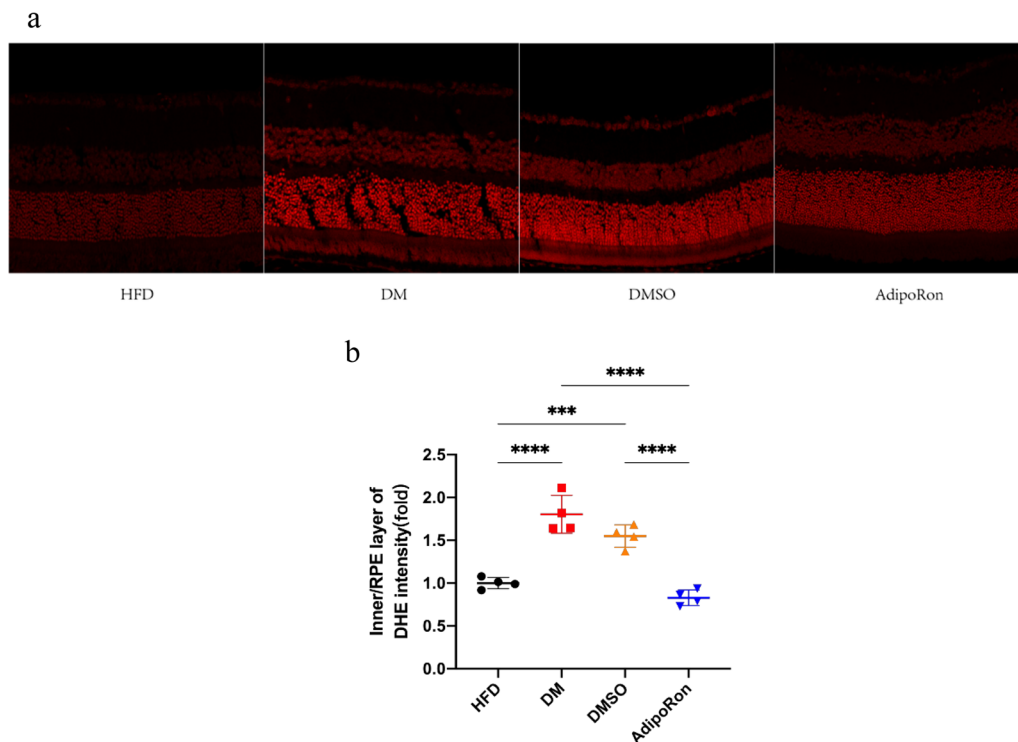 a
HFD DM DMSO AdipoRon
b
****
***
**** ****
Inner/RPE layer of
DHE intensity(fold)
2.5
2.0
1.5
1.0
0.5
0.0
HFD DM DMSO AdipoRon